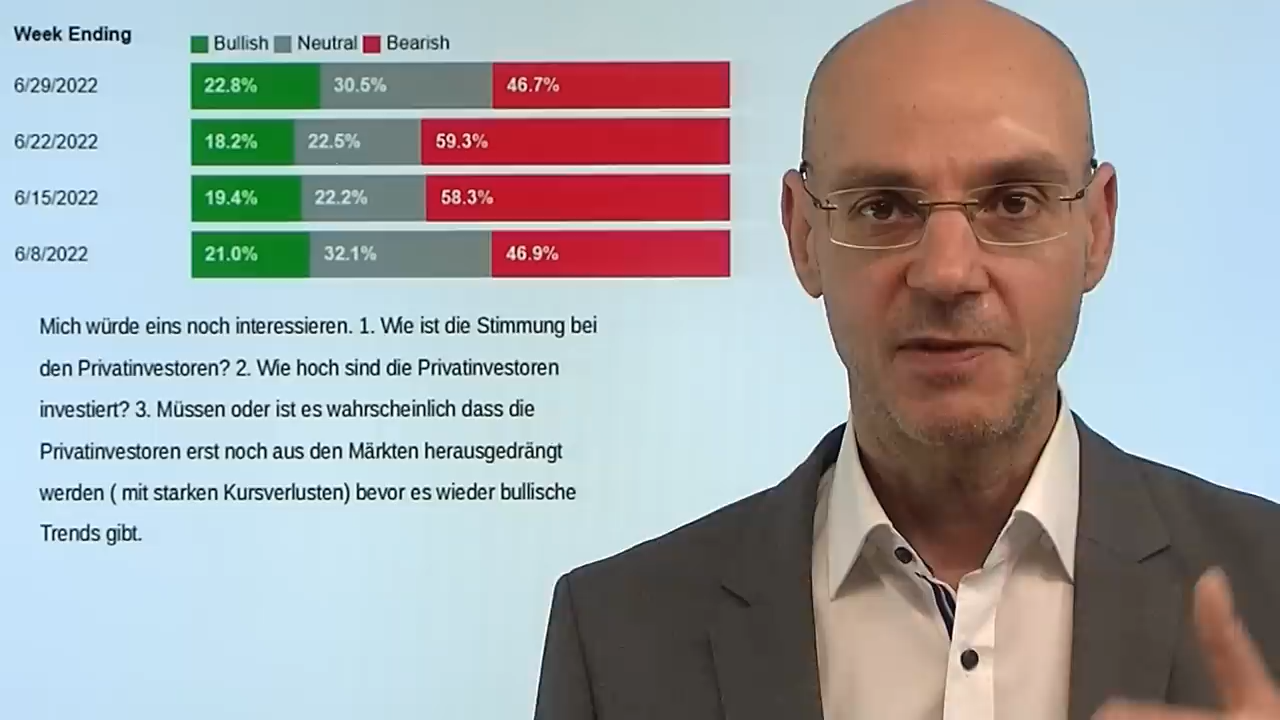 Week Ending
Bullish Neutral Bearish
6/29/2022 22.8% 30.5% 46.7%
6/22/2022 18.2% 22.5% 59.3%
6/15/2022 19.4% 22.2% 58.3%
6/8/2022 21.0% 32.1% 46.9%
Mich würde eins noch interessieren. 1. Wie ist die Stimmung bei
den Privatinvestoren? 2. Wie hoch sind die Privatinvestoren
investiert? 3. Müssen oder ist es wahrscheinlich dass die
Privatinvestoren erst noch aus den Märkten herausgedrängt
werden ( mit starken Kursverlusten) bevor es wieder bullische
Trends gibt.